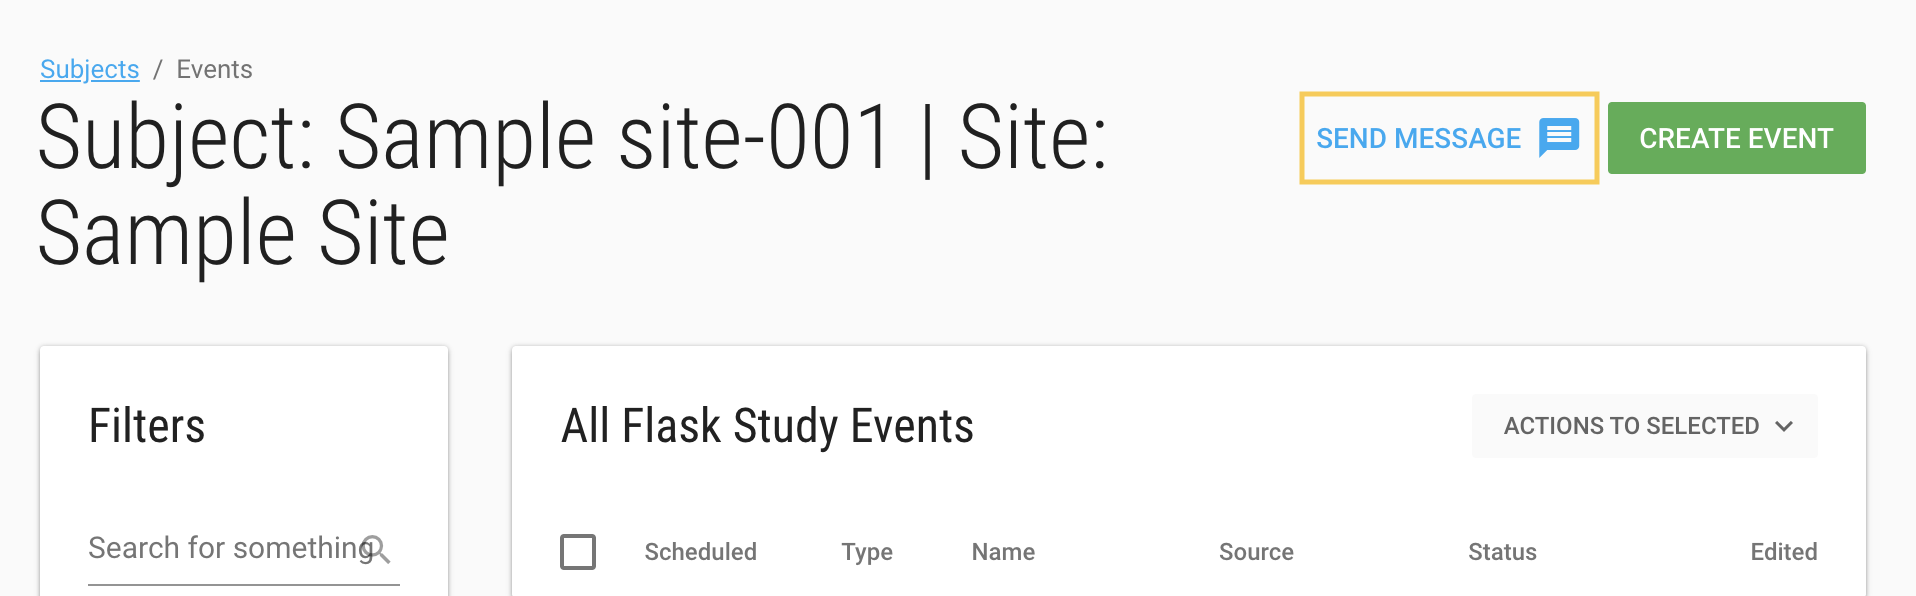 Subjects / Events
Subject: Sample site-001 | Site:
Sample Site
SEND MESSAGE
CREATE EVENT
Filters
Search for something
All Flask Study Events
ACTIONS TO SELECTED
Scheduled Type Name Source Status Edited